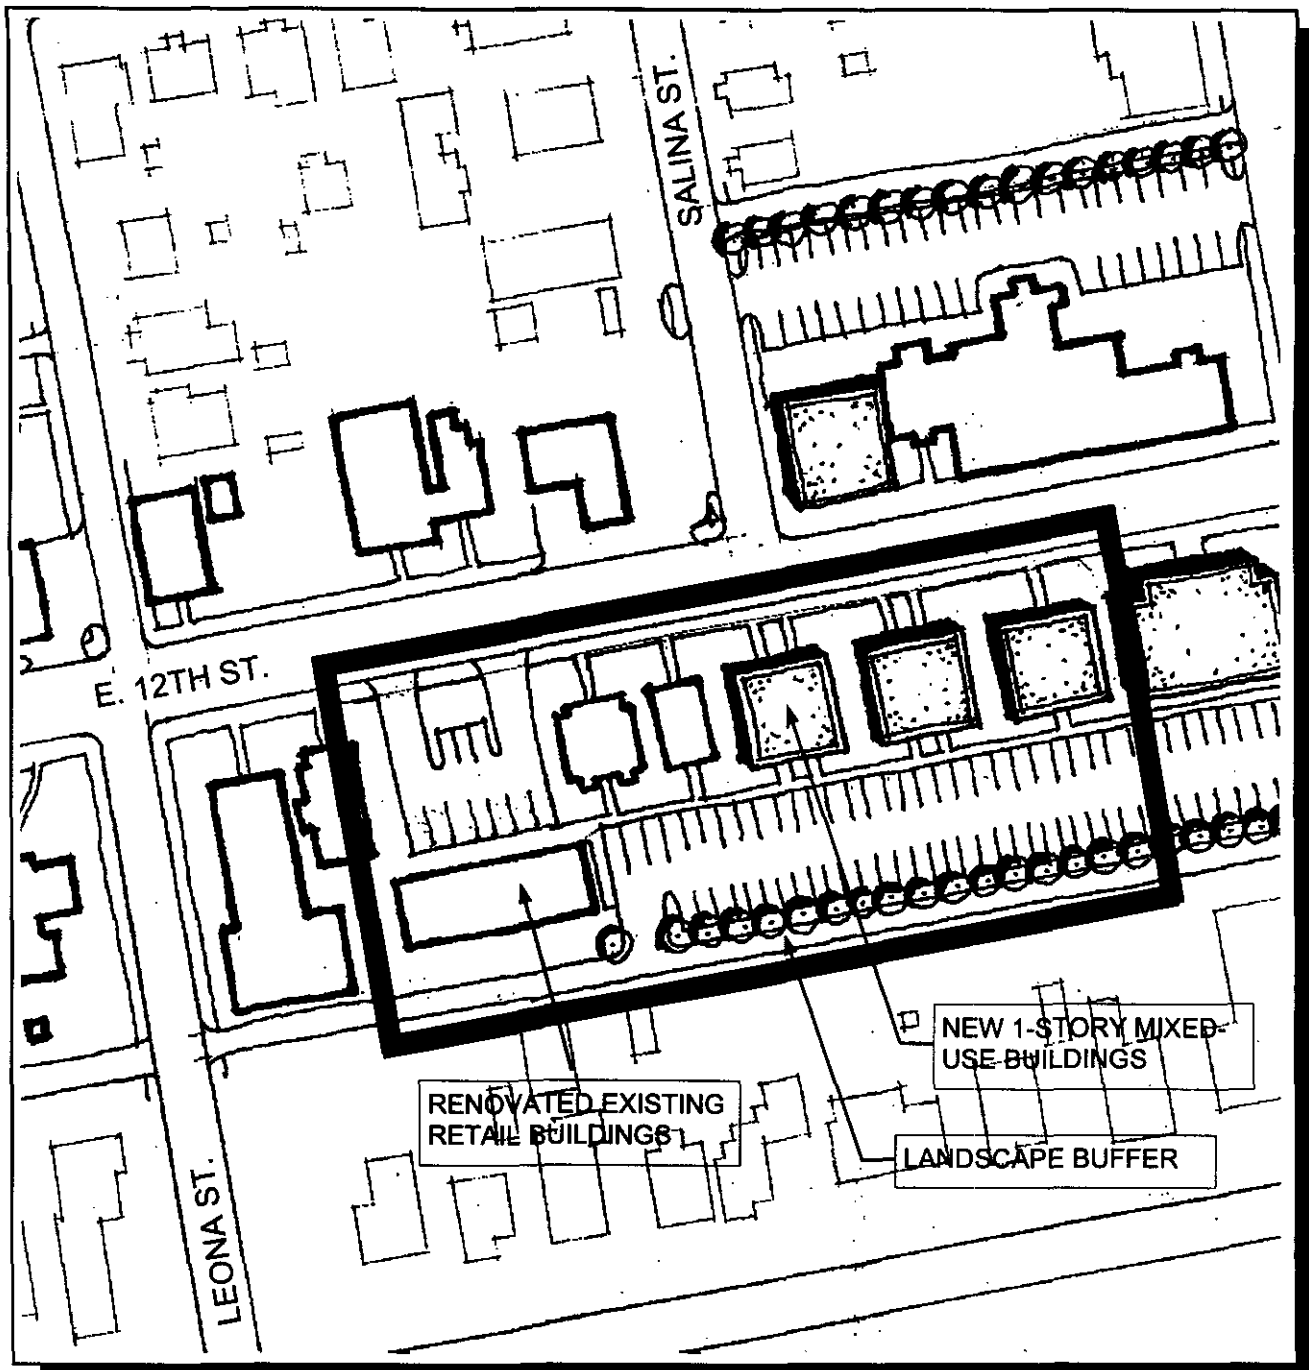 SALINA ST.
E. 12TH ST.
NEW 1-STORY MIXED-
USE BUILDINGS
RENOVATED EXISTING
RETAIL BUILDINGS
LANDSCAPE BUFFER
LEONA ST.